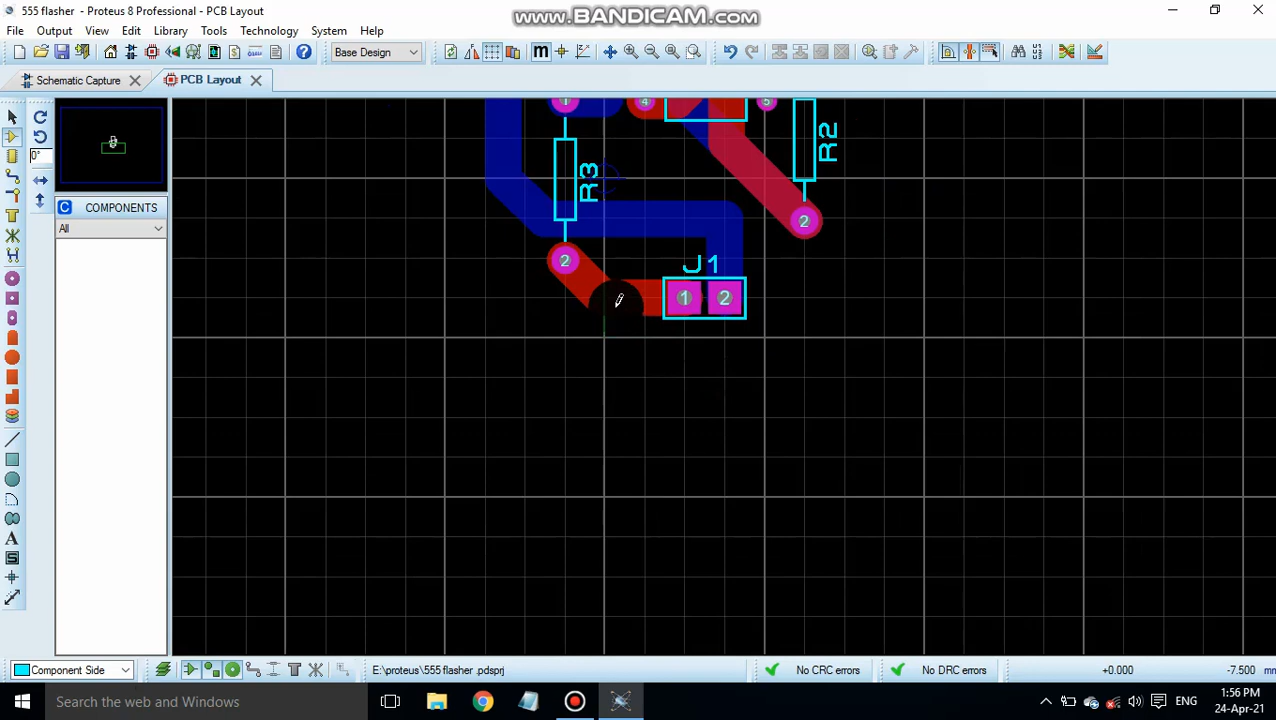 555 flasher - Proteus 8 Professional - PCB Layout
www.BANDICAM.com
File Output View Edit Library Tools Technology System Help
Base Design
m
Schematic Capture
PCB Layout
0°
C COMPONENTS
All
1
4
5
R2
R3
2
2
J1
1 2
A
S
Component Side
E:\proteus\555 flasher .pdsprj
No CRC errors
No DRC errors
+0.000
-7.500
Search the web and Windows
ENG
1:56 PM
24-Apr-21